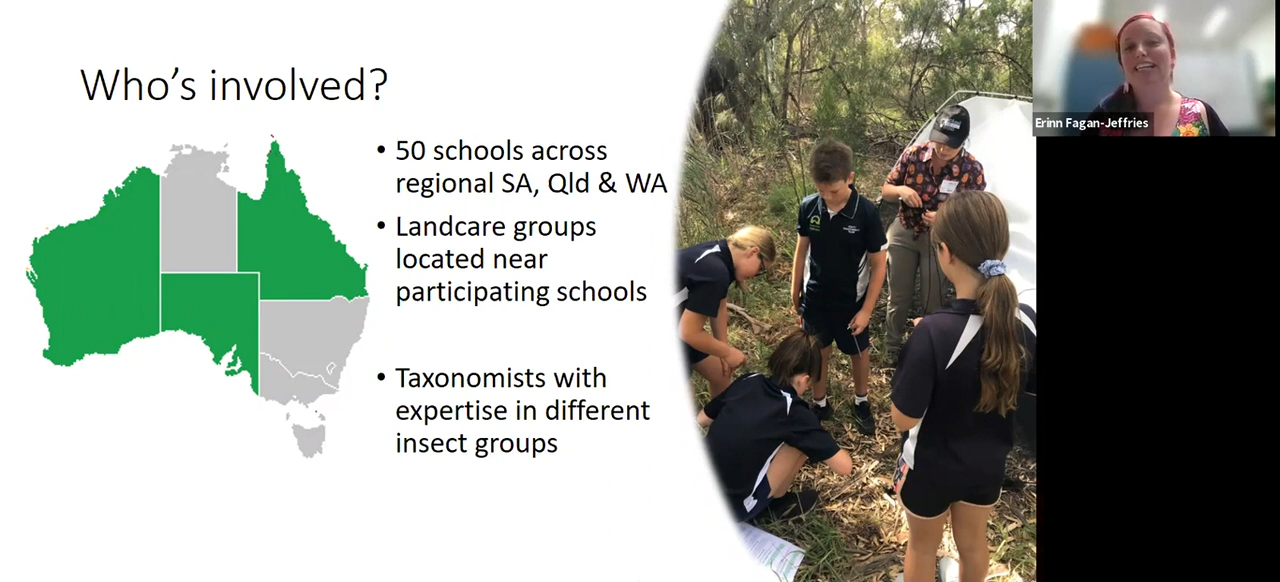 Who's involved?
• 50 schools across
regional SA, Qld & WA
• Landcare groups
located near
participating schools
• Taxonomists with
expertise in different
insect groups
Erinn Fagan-Jeffries